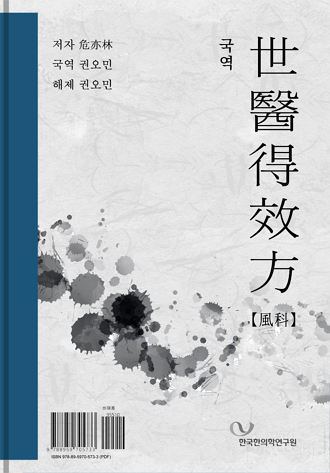 저자 危亦林
국역 권오민
해제 권오민
국역
世醫得效方
【風科】
한국한의학연구원
ISBN 978-89-5970-573-3 (PDF)